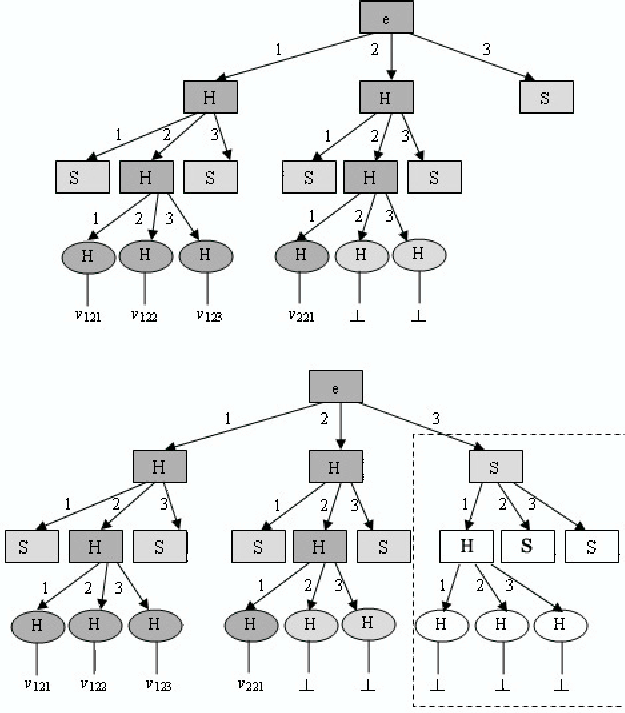 e
1 2 3
H H S
1 2 3 1 2 3
S H S S H S
1 2 3 1 2 3
H H H H H H
v121 v122 v123 v221 ⊥ ⊥
e
1 2 3
H H S
1 2 3 1 2 3 1 2 3
S H S S H S H S S
1 2 3 1 2 3 1 2 3
H H H H H H H H H
v121 v122 v123 v221 ⊥ ⊥ ⊥ ⊥ ⊥